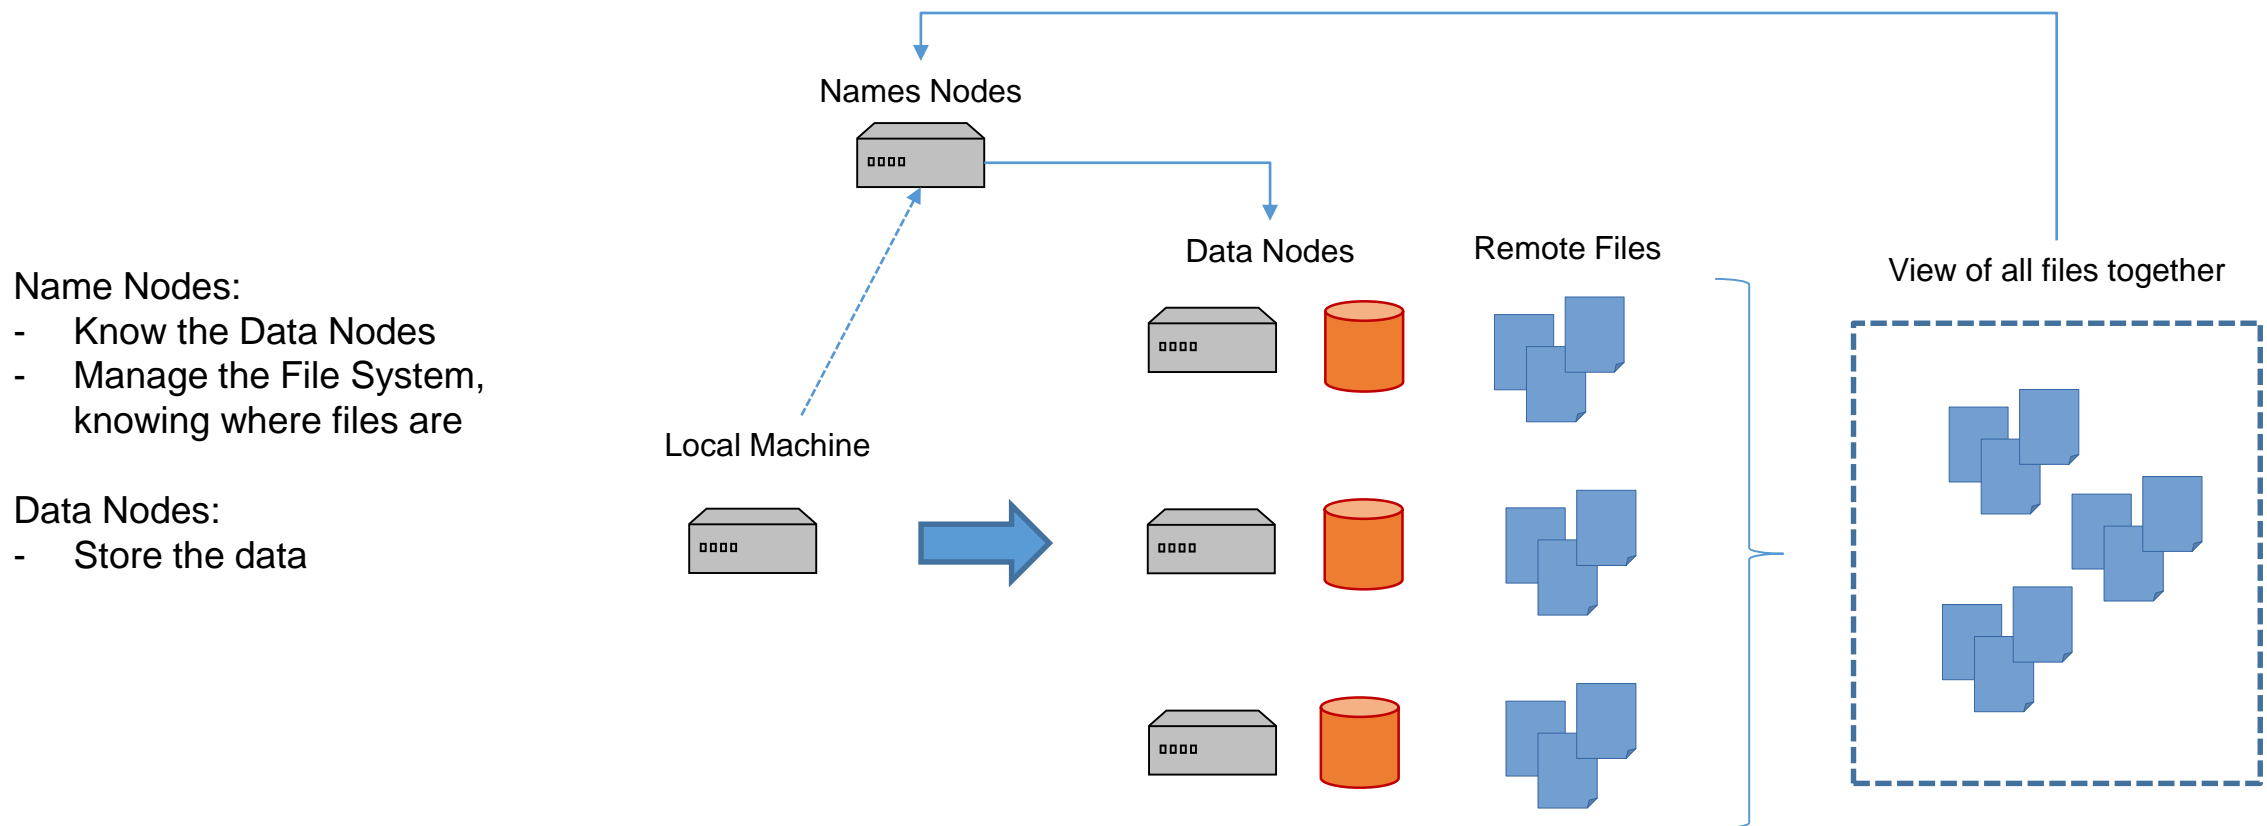 Names Nodes
Data Nodes
Remote Files
View of all files together
Name Nodes:
- Know the Data Nodes
- Manage the File System,
knowing where files are
Local Machine
Data Nodes:
- Store the data